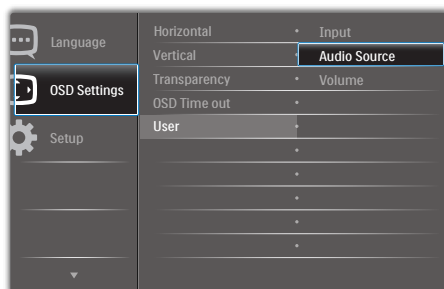 Language
OSD Settings
Setup
Horizontal
Vertical
Transparency
OSD Time out
User
Input
Audio Source
Volume